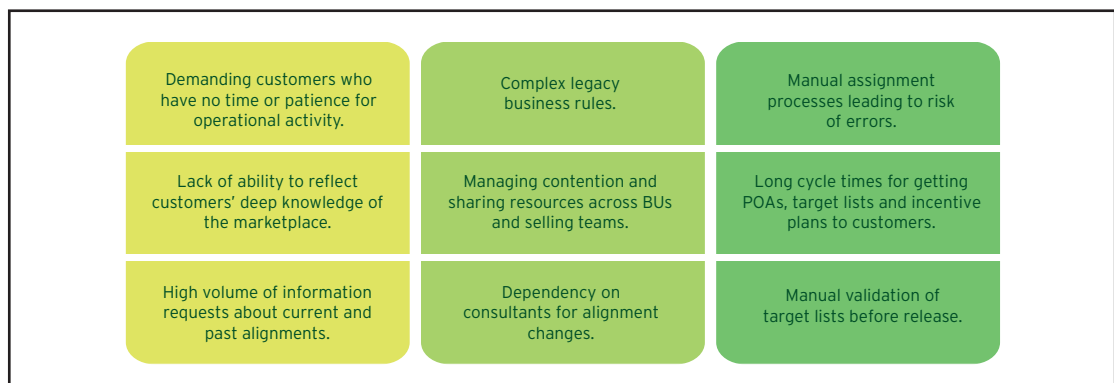 Demanding customers who
have no time or patience for
operational activity.
Complex legacy
business rules.
Manual assignment
processes leading to risk
of errors.
Lack of ability to reflect
customers’ deep knowledge of
the marketplace.
Managing contention and
sharing resources across BUs
and selling teams.
Long cycle times for getting
POAs, target lists and incentive
plans to customers.
High volume of information
requests about current and
past alignments.
Dependency on
consultants for alignment
changes.
Manual validation of
target lists before release.